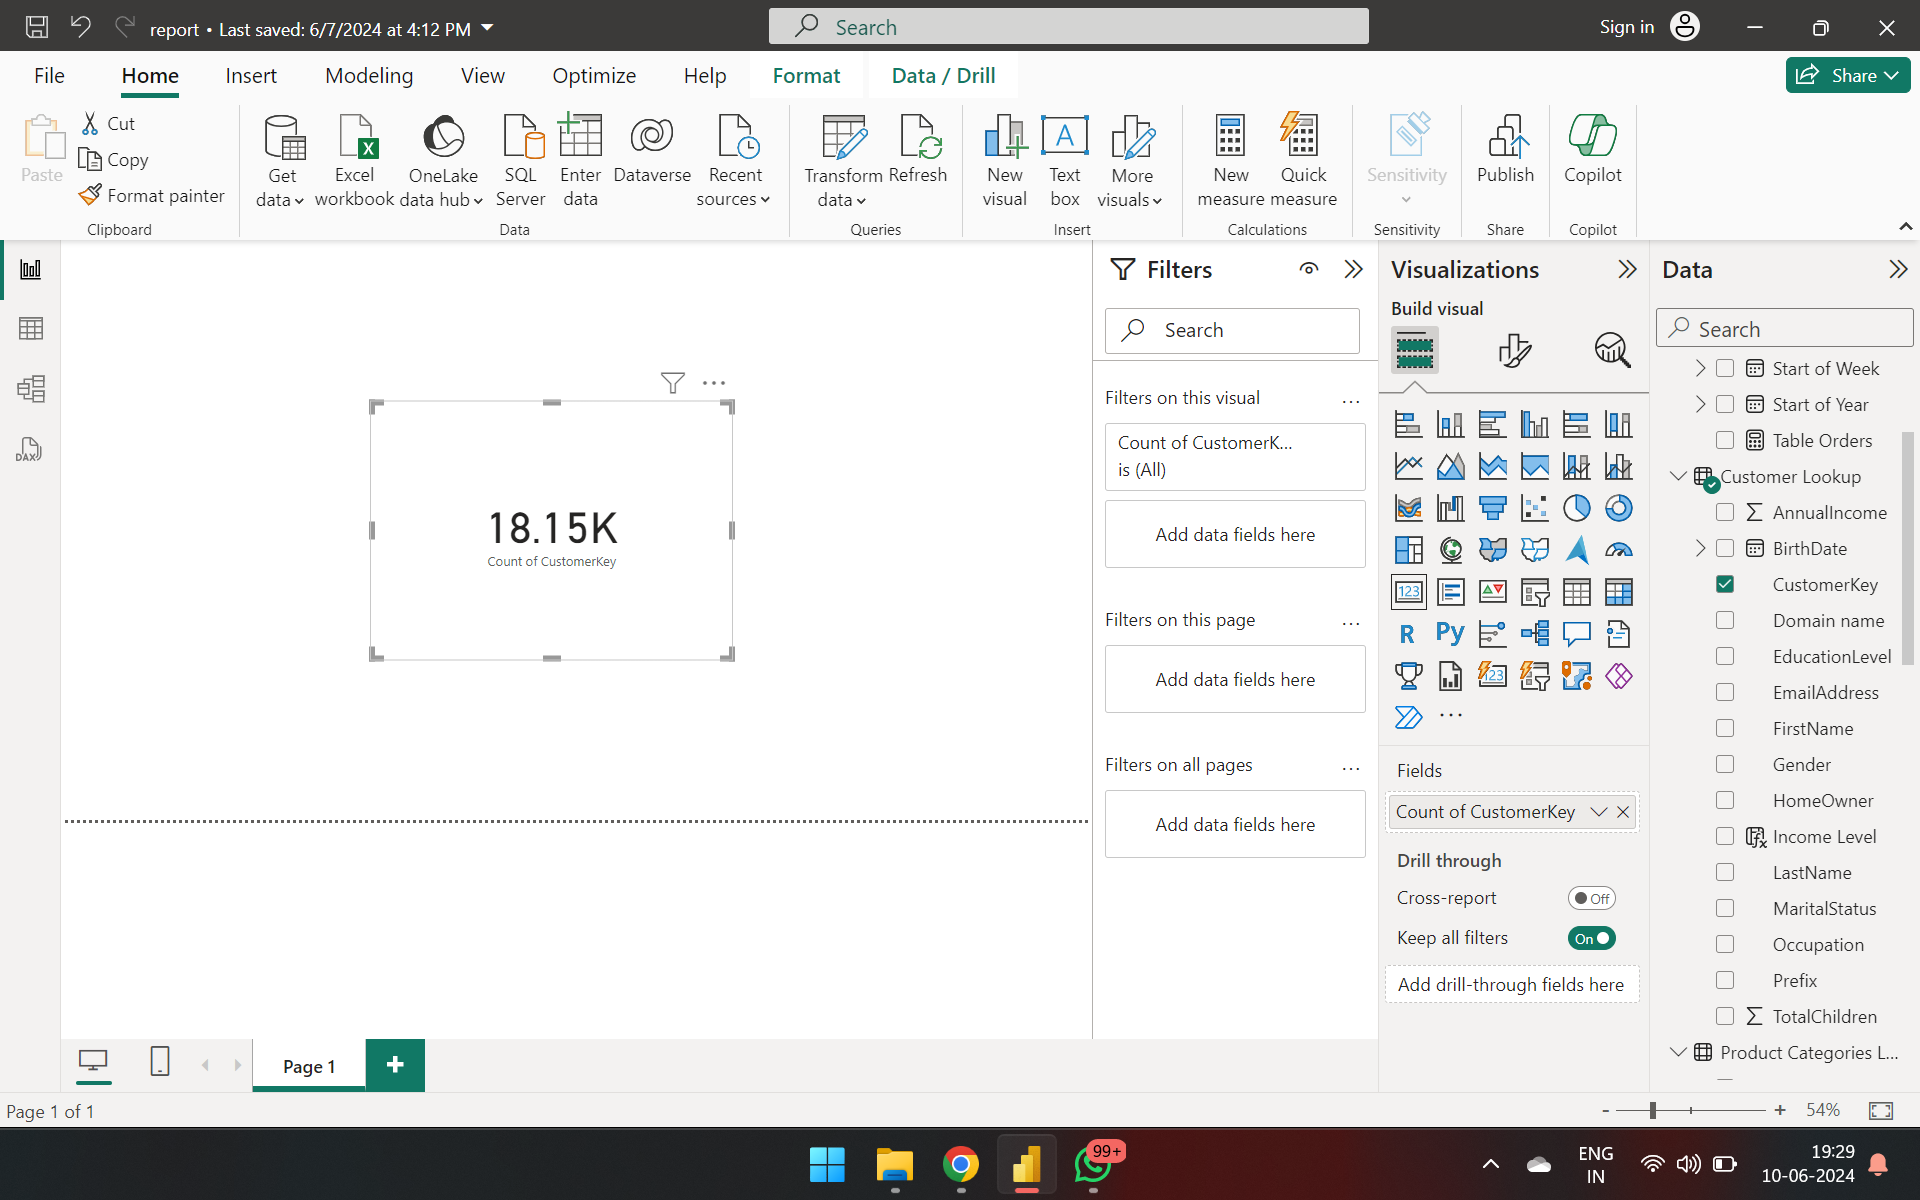 report • Last saved: 6/7/2024 at 4:12 PM
Search
Sign in
File
Home
Insert
Modeling
View
Optimize
Help
Format
Data / Drill
Share
Paste
Cut
Copy
Format painter
Clipboard
Get data
Excel workbook
OneLake data hub
SQL Server
Enter data
Dataverse
Recent sources
Data
Transform data
Refresh
Queries
New visual
A
Text box
More visuals
Insert
New measure
Quick measure
Calculations
Sensitivity
Sensitivity
Publish
Share
Copilot
Copilot
DAX
18.15K
Count of CustomerKey
Filters
Search
Filters on this visual
...
Count of CustomerK...
is (All)
Add data fields here
Filters on this page
...
Add data fields here
Filters on all pages
...
Add data fields here
Visualizations
Build visual
123
R
Py
123
...
Fields
Count of CustomerKey
Drill through
Cross-report
Off
Keep all filters
On
Add drill-through fields here
Data
Search
Start of Week
Start of Year
Table Orders
Customer Lookup
AnnualIncome
BirthDate
CustomerKey
Domain name
EducationLevel
EmailAddress
FirstName
Gender
HomeOwner
Income Level
LastName
MaritalStatus
Occupation
Prefix
TotalChildren
Product Categories L...
Page 1
+
Page 1 of 1
- + 54%
99+
ENG
IN
19:29
10-06-2024